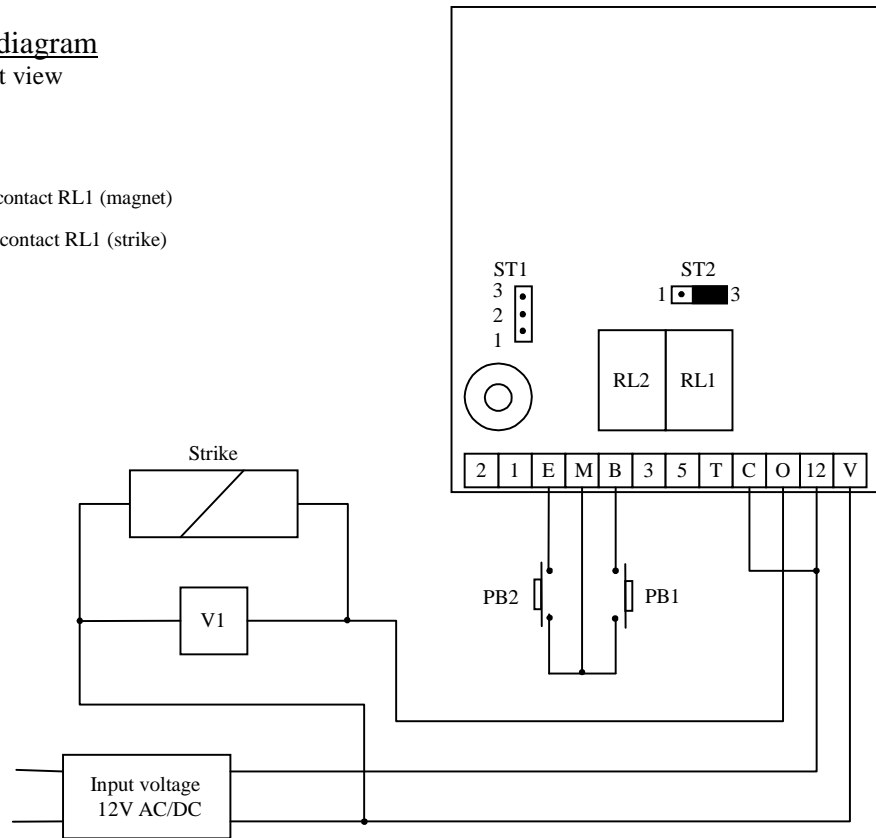 diagram
t view
contact RL1 (magnet)
contact RL1 (strike)
ST1
ST2
3
2
1
1 3
RL2 RL1
Strike
2 1 E M B 3 5 T C O 12 V
PB2
PB1
V1
Input voltage
12V AC/DC